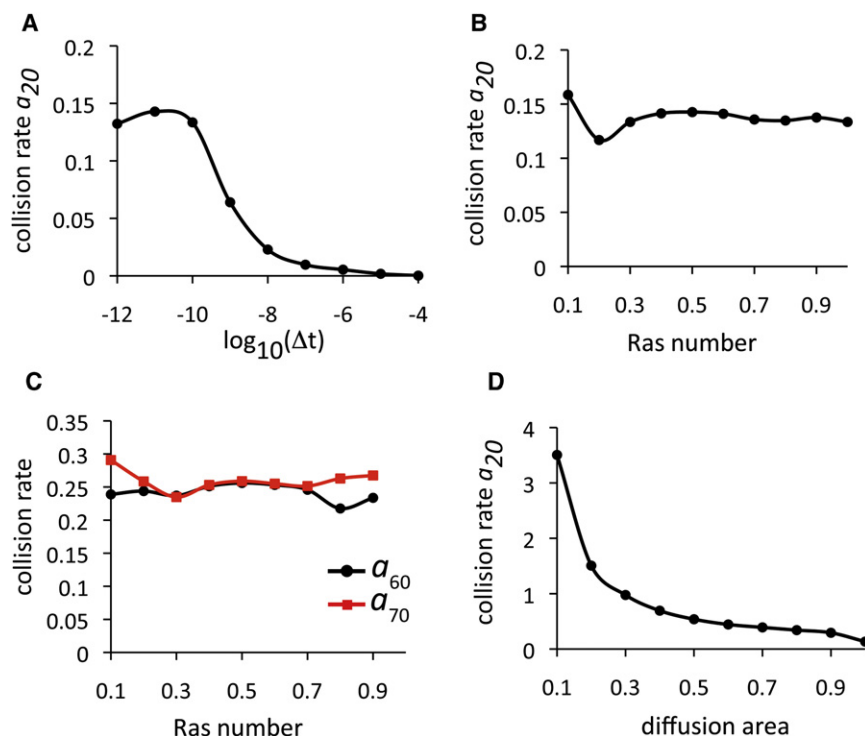 A
collision rate a20
0.2
0.15
0.1
0.05
0
-12 -10 -8 -6 -4
log10(Δt)
B
collision rate a20
0.2
0.15
0.1
0.05
0
0.1 0.3 0.5 0.7 0.9
Ras number
C
collision rate
0.35
0.3
0.25
0.2
0.15
0.1
0.05
0
a60
a70
0.1 0.3 0.5 0.7 0.9
Ras number
D
collision rate a20
4
3
2
1
0
0.1 0.3 0.5 0.7 0.9
diffusion area